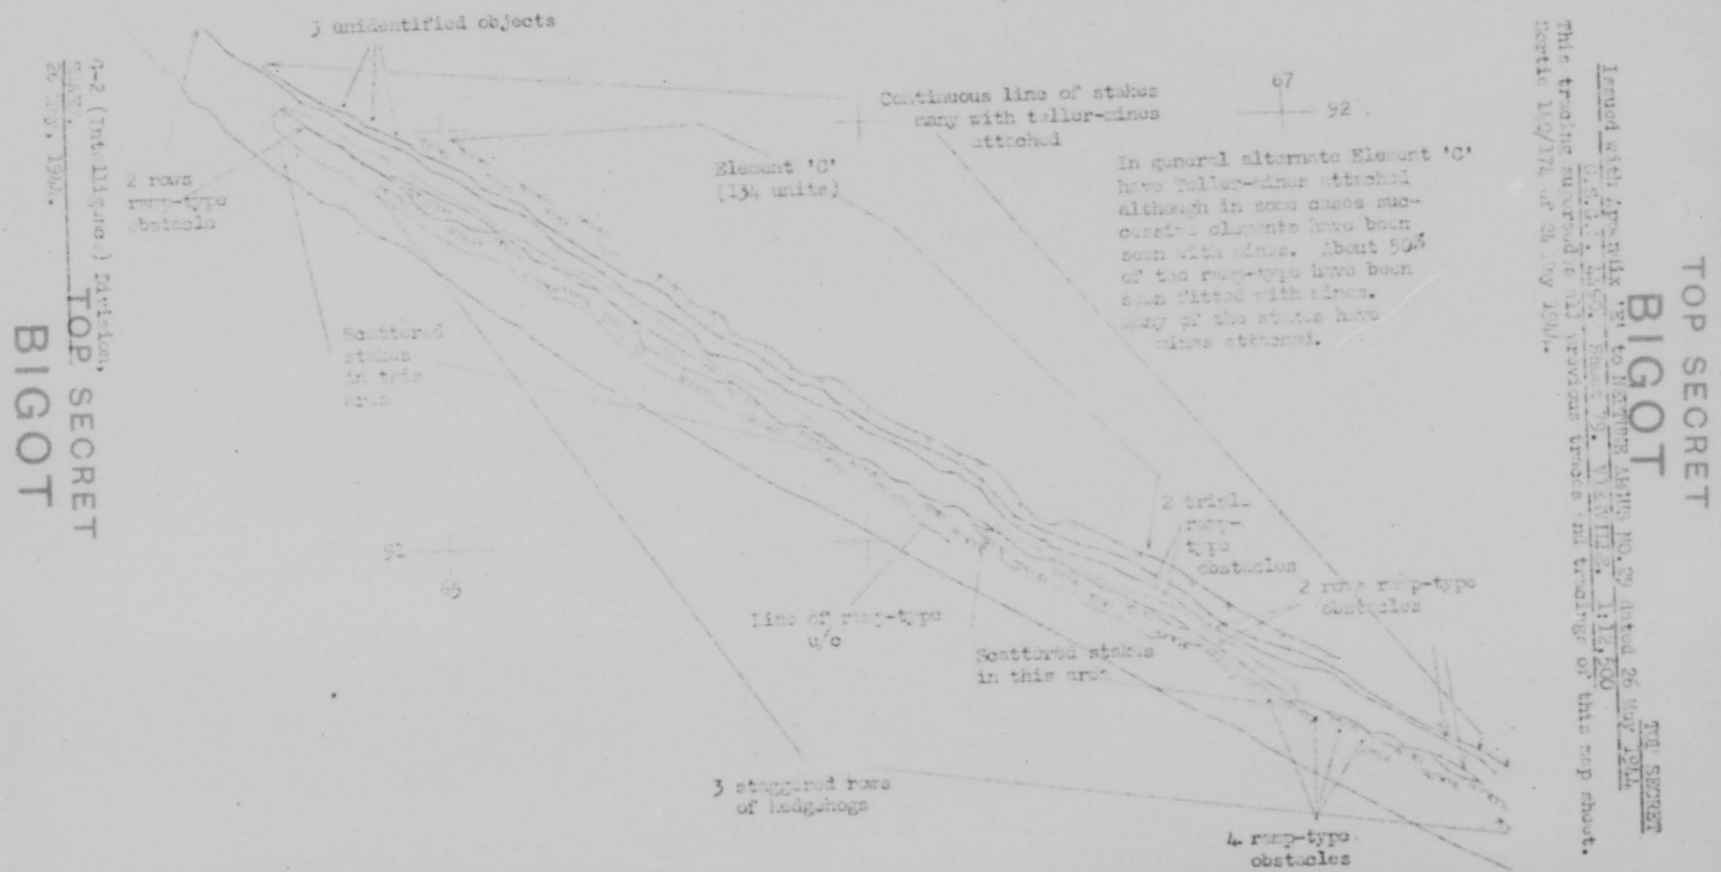 TOP SECRET
BIGOT
TOP SECRET
Issued with Appendix 'E' to NEPTUNE ANNS No. 29 dated 26 May 1944
Sheet 79. VIERVILLE. 1:12,500
This tracing supersedes all previous traces and tracings of this map sheet.
Sortie of 24 May 1944.
3 unidentified objects
Continuous line of stakes
many with teller-mines
attached
67
92
Element 'C'
(134 units)
In general alternate Element 'C'
have Teller-mines attached
although in some cases suc-
cessive elements have been
seen with mines. About 50%
of the ramp-type have been
seen fitted with mines.
Many of the stakes have
mines attached.
2 rows
ramp-type
obstacle
Scattered
stakes
in this
area
2 triple
ramp-
type
obstacles
2 rows ramp-type
obstacles
91
65
Line of ramp-type
u/c
Scattered stakes
in this area
3 staggered rows
of Hedgehogs
4 ramp-type
obstacles
G-2 (Intelligence) Division,
26 May, 1944.
TOP SECRET
BIGOT